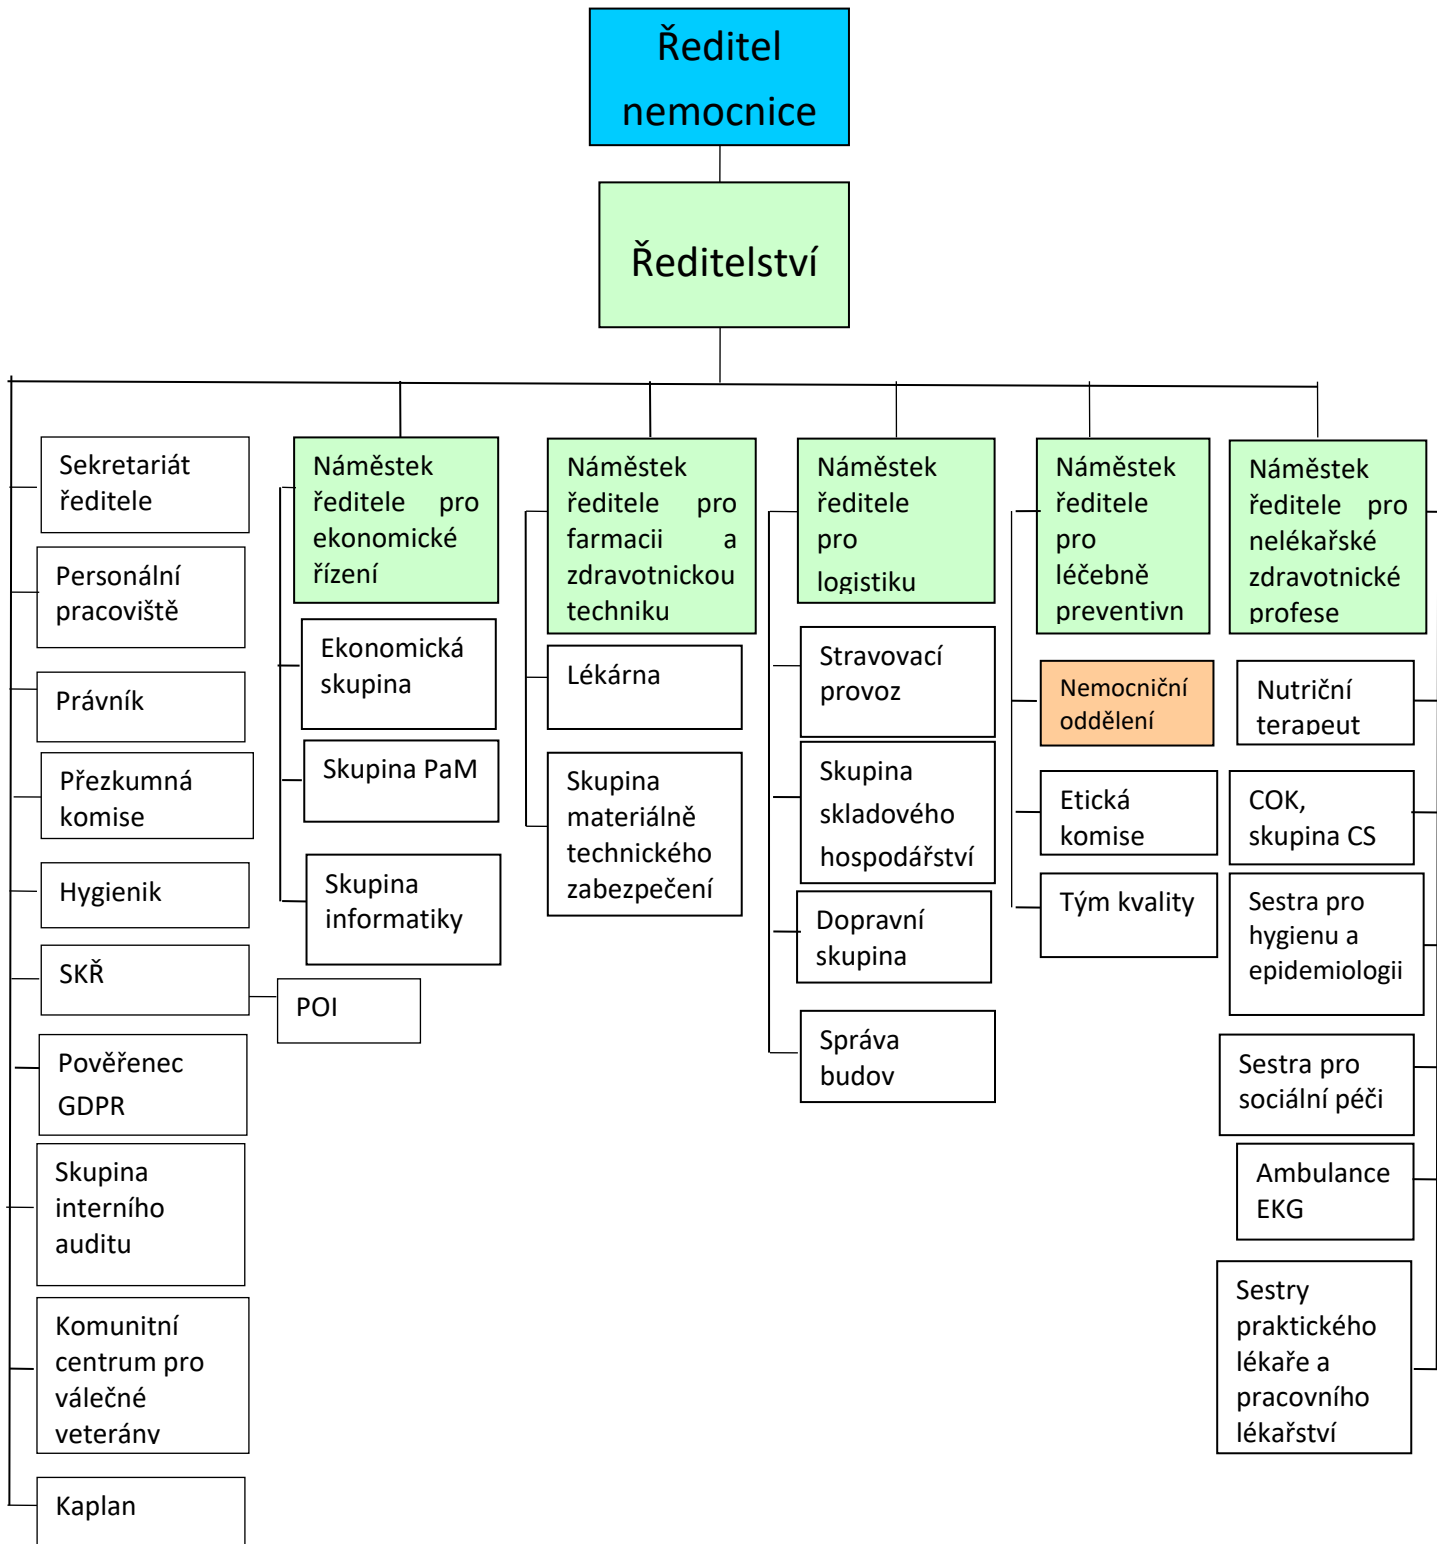 Ředitel
nemocnice
Ředitelství
Sekretariát
ředitele
Personální
pracoviště
Právník
Přezkumná
komise
Hygienik
SKŘ
POI
Pověřenec
GDPR
Skupina
interního
auditu
Komunitní
centrum pro
válečné
veterány
Kaplan
Náměstek
ředitele pro
ekonomické
řízení
Ekonomická
skupina
Skupina PaM
Skupina
informatiky
Náměstek
ředitele pro
farmacii a
zdravotnickou
techniku
Lékárna
Skupina
materiálně
technického
zabezpečení
Náměstek
ředitele
pro
logistiku
Stravovací
provoz
Skupina
skladového
hospodářství
Dopravní
skupina
Správa
budov
Náměstek
ředitele
pro
léčebně
preventivn
Nemocniční
oddělení
Etická
komise
Tým kvality
Náměstek
ředitele pro
nelékařské
zdravotnické
profese
Nutriční
terapeut
COK,
skupina CS
Sestra pro
hygienu a
epidemiologii
Sestra pro
sociální péči
Ambulance
EKG
Sestry
praktického
lékaře a
pracovního
lékařství